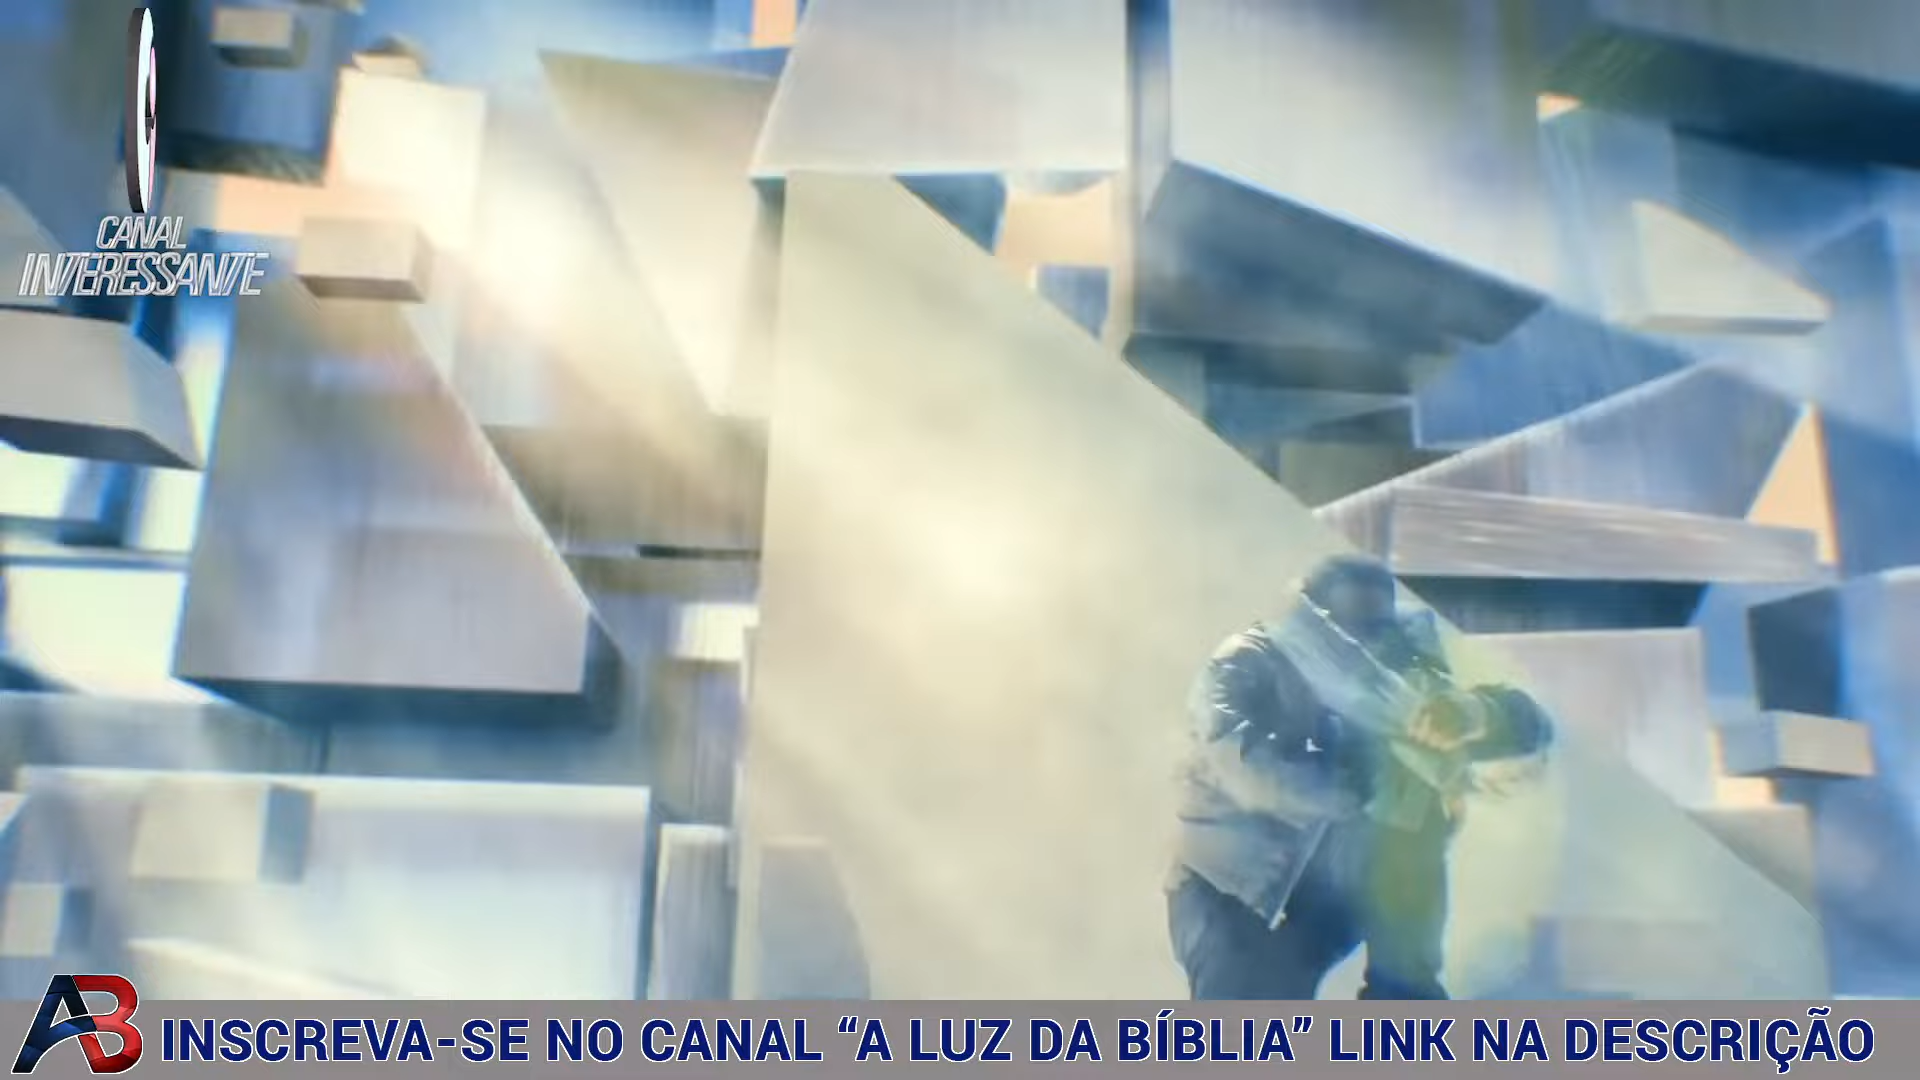 CANAL
INTERESSANTE
AB INSCREVA-SE NO CANAL “A LUZ DA BÍBLIA” LINK NA DESCRIÇÃO